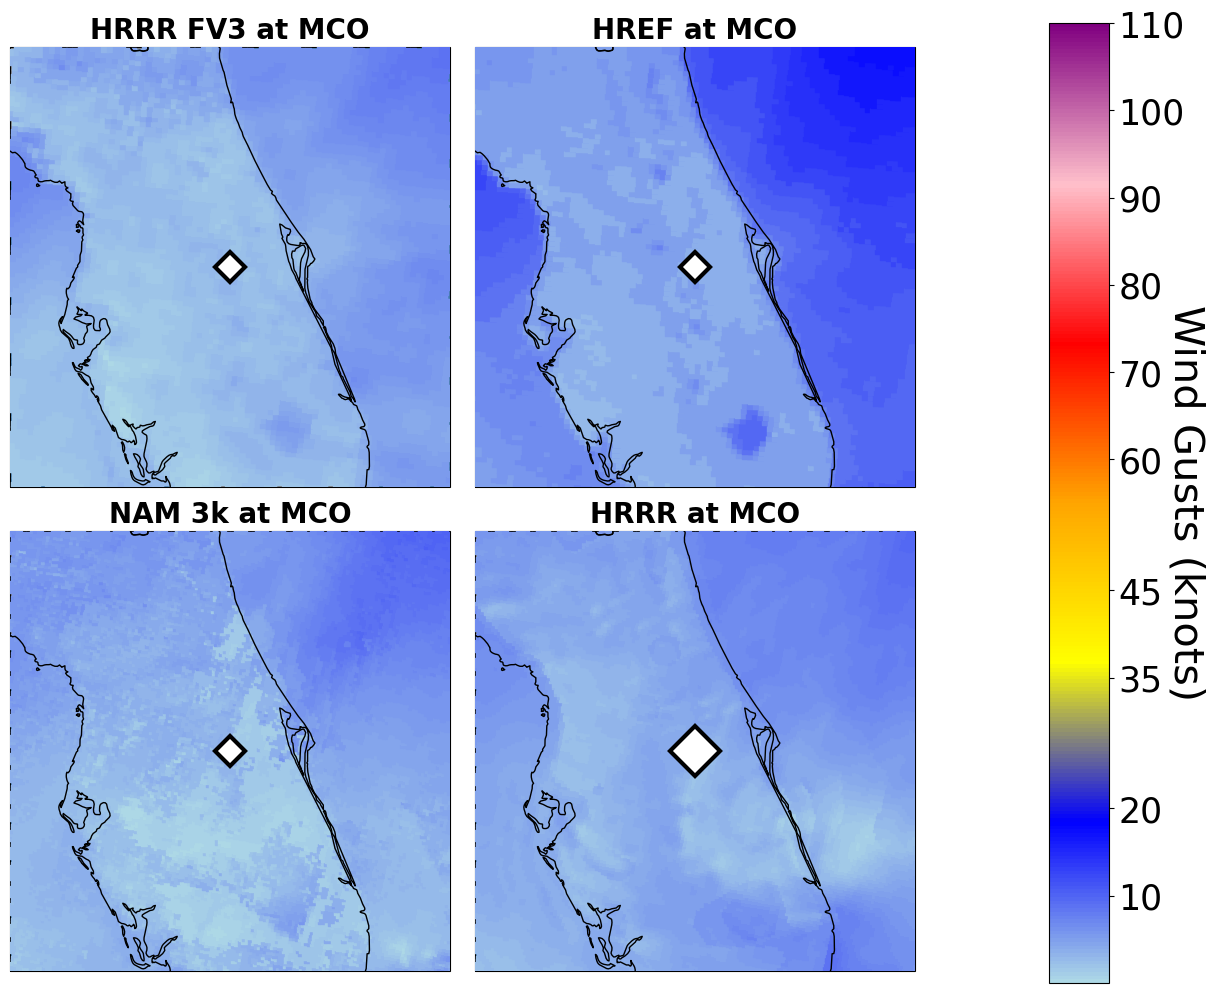 HRRR FV3 at MCO
HREF at MCO
NAM 3k at MCO
HRRR at MCO
110
100
90
80
70
60
45
35
20
10
Wind Gusts (knots)